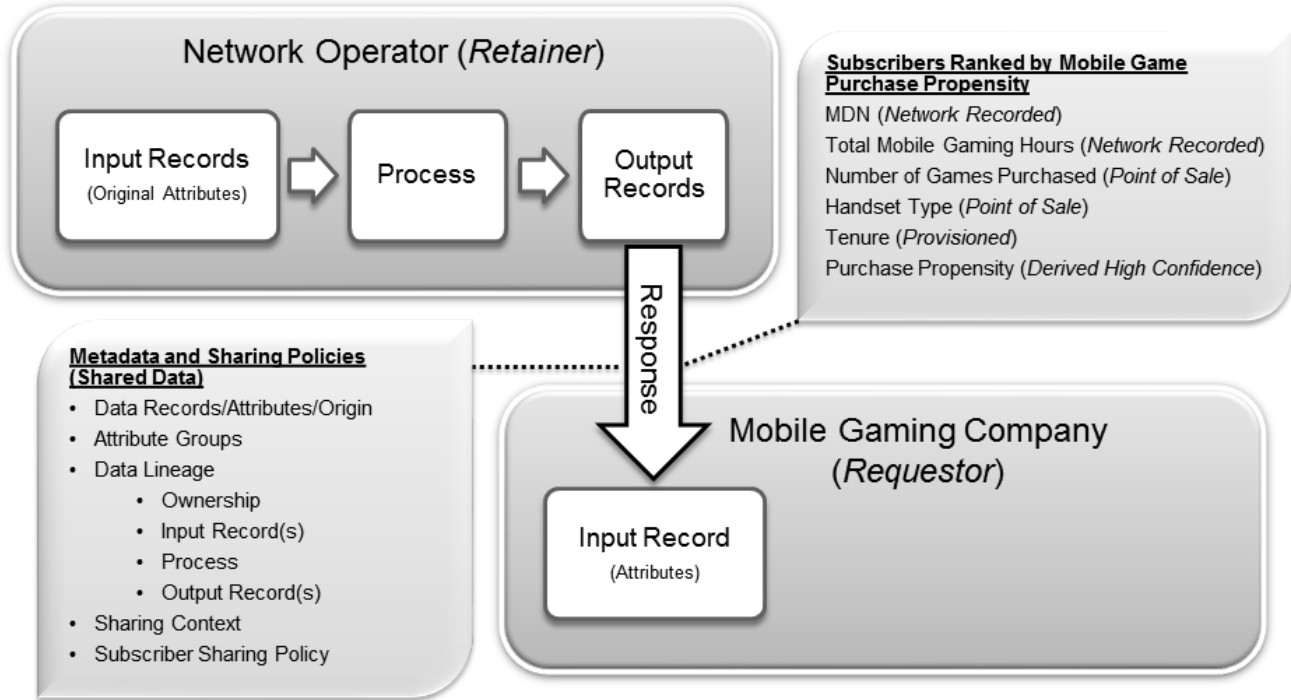 Network Operator (Retainer)
Input Records
(Original Attributes)
Process
Output
Records
Subscribers Ranked by Mobile Game
Purchase Propensity
MDN (Network Recorded)
Total Mobile Gaming Hours (Network Recorded)
Number of Games Purchased (Point of Sale)
Handset Type (Point of Sale)
Tenure (Provisioned)
Purchase Propensity (Derived High Confidence)
Response
Metadata and Sharing Policies
(Shared Data)
• Data Records/Attributes/Origin
• Attribute Groups
• Data Lineage
• Ownership
• Input Record(s)
• Process
• Output Record(s)
• Sharing Context
• Subscriber Sharing Policy
Mobile Gaming Company
(Requestor)
Input Record
(Attributes)